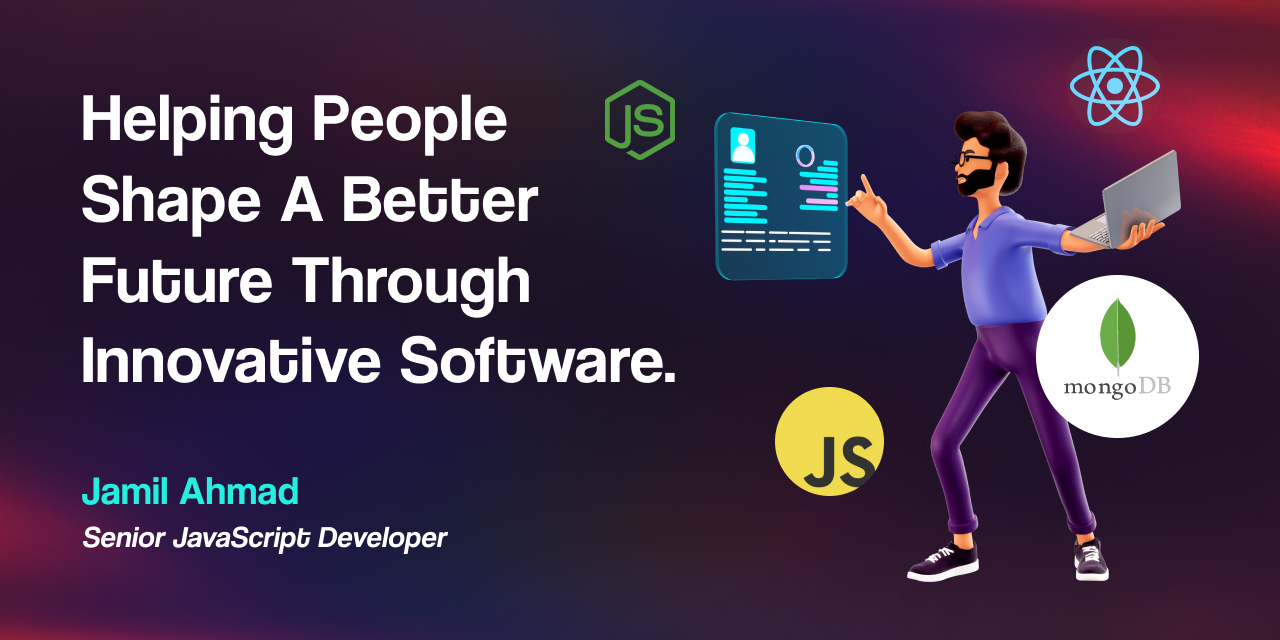 Helping People
Shape A Better
Future Through
Innovative Software.
Jamil Ahmad
Senior JavaScript Developer
JS
JS
mongoDB